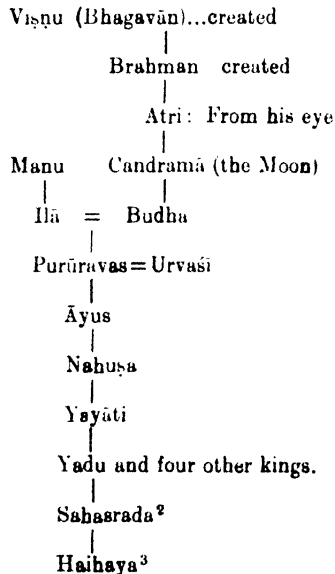 Viṣṇu (Bhagavān)...created
Brahman created
Atri: From his eye
Manu Candramā (the Moon)
Ilā = Budha
Purūravas = Urvaśī
Āyus
Nahuṣa
Yayāti
Yadu and four other kings.
Sahasrada²
Haihaya³